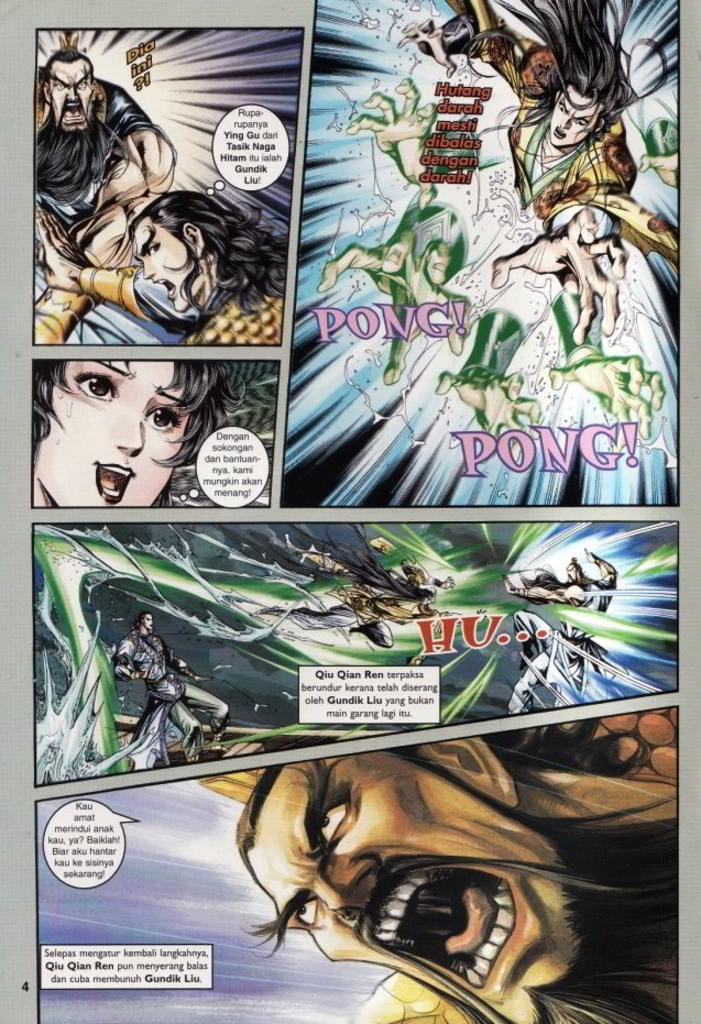 Dia
ini
?!
Rupa-
rupanya
Ying Gu dari
Tasik Naga
Hitam itu ialah
Gundik
Liu!
Hutang
darah
mesti
dibalas
dengan
darah!
PONG!
PONG!
Dengan
sokongan
dan bantuan-
nya, kami
mungkin akan
menang!
HU...
Qiu Qian Ren terpaksa
berundur kerana telah diserang
oleh Gundik Liu yang bukan
main garang lagi itu.
Kau
amat
merindui anak
kau, ya? Baiklah!
Biar aku hantar
kau ke sisinya
sekarang!
Selepas mengatur kembali langkahnya,
Qiu Qian Ren pun menyerang balas
dan cuba membunuh Gundik Liu.
4